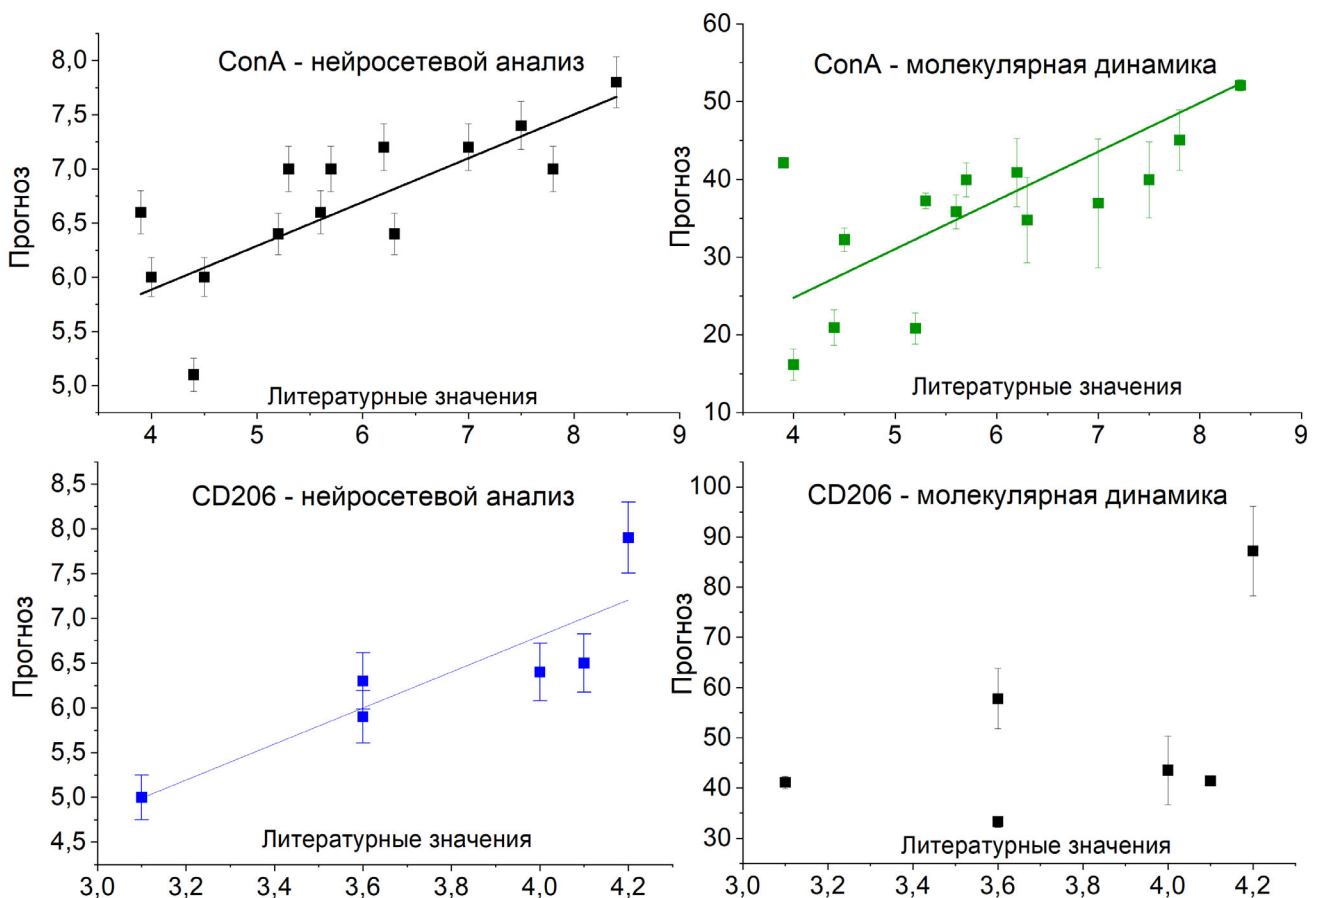 ConA - нейросетевой анализ
Прогноз
8,0
7,5
7,0
6,5
6,0
5,5
5,0
Литературные значения
4 5 6 7 8 9
ConA - молекулярная динамика
Прогноз
60
50
40
30
20
10
Литературные значения
4 5 6 7 8 9
CD206 - нейросетевой анализ
Прогноз
8,5
8,0
7,5
7,0
6,5
6,0
5,5
5,0
4,5
Литературные значения
3,0 3,2 3,4 3,6 3,8 4,0 4,2
CD206 - молекулярная динамика
Прогноз
100
90
80
70
60
50
40
30
Литературные значения
3,0 3,2 3,4 3,6 3,8 4,0 4,2